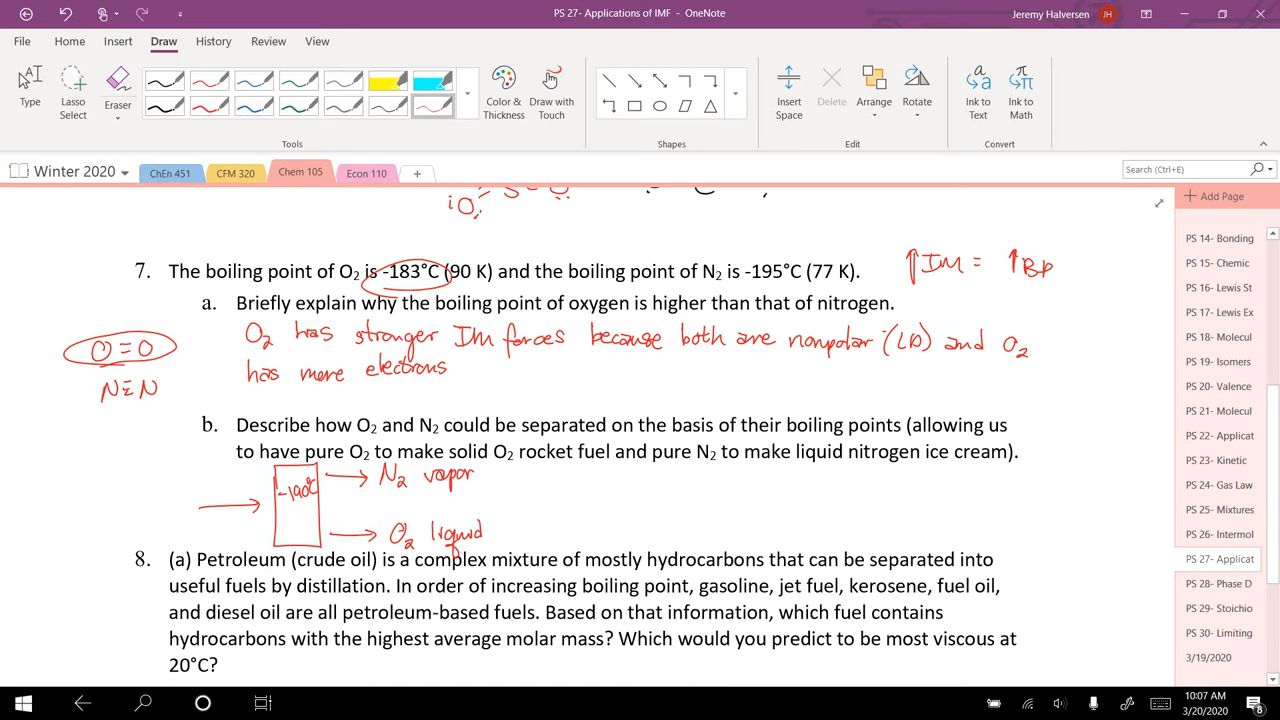 PS 27- Applications of IMF - OneNote
Jeremy Halversen JH
File Home Insert Draw History Review View
Type Lasso Select Eraser Color & Thickness Draw with Touch Insert Space Delete Arrange Rotate Ink to Text Ink to Math
Tools Shapes Edit Convert
Winter 2020 ChEn 451 CFM 320 Chem 105 Econ 110 + Search (Ctrl+E)
Add Page
PS 14- Bonding
PS 15- Chemic
PS 16- Lewis St
PS 17- Lewis Ex
PS 18- Molecul
PS 19- Isomers
PS 20- Valence
PS 21- Molecul
PS 22- Applicat
PS 23- Kinetic
PS 24- Gas Law
PS 25- Mixtures
PS 26- Intermol
PS 27- Applicat
PS 28- Phase D
PS 29- Stoichio
PS 30- Limiting
3/19/2020
7. The boiling point of O₂ is -183°C (90 K) and the boiling point of N₂ is -195°C (77 K).
↑IM = ↑BP
a. Briefly explain why the boiling point of oxygen is higher than that of nitrogen.
O₂ has stronger IM forces because both are nonpolar (LD) and O₂
has more electrons
O=O
N≡N
b. Describe how O₂ and N₂ could be separated on the basis of their boiling points (allowing us
to have pure O₂ to make solid O₂ rocket fuel and pure N₂ to make liquid nitrogen ice cream).
-190°C → N₂ vapor
→ O₂ liquid
8. (a) Petroleum (crude oil) is a complex mixture of mostly hydrocarbons that can be separated into
useful fuels by distillation. In order of increasing boiling point, gasoline, jet fuel, kerosene, fuel oil,
and diesel oil are all petroleum-based fuels. Based on that information, which fuel contains
hydrocarbons with the highest average molar mass? Which would you predict to be most viscous at
20°C?
10:07 AM
3/20/2020
8